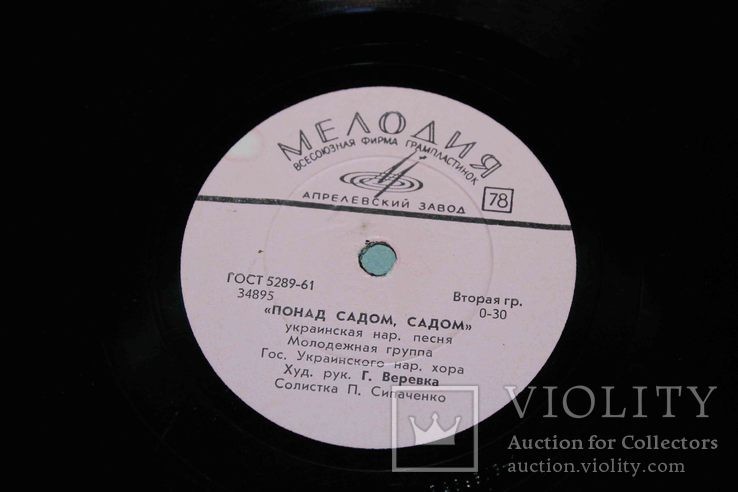 МЕЛОДИЯ
ВСЕСОЮЗНАЯ ФИРМА ГРАМПЛАСТИНОК
АПРЕЛЕВСКИЙ ЗАВОД
78
ГОСТ 5289-61
34895
Вторая гр.
0-30
«ПОНАД САДОМ, САДОМ»
украинская нар. песня
Молодежная группа
Гос. Украинского нар. хора
Худ. рук. Г. Веревка
Солистка П. Сипаченко
VIOLITY
Auction for Collectors
auction.violity.com